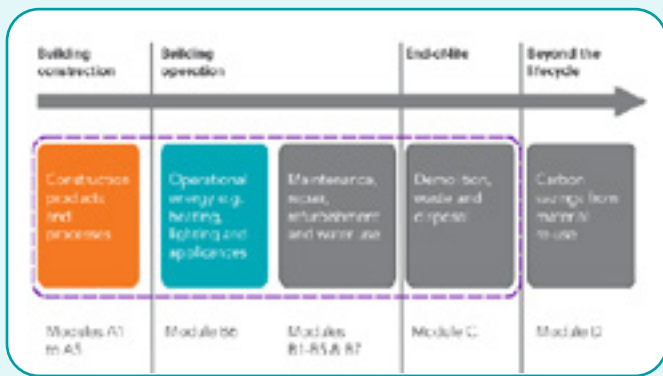 Building
construction
Building
operation
End-of-life
Beyond the
lifecycle
Construction
products
and
processes
Operational
energy e.g.
heating,
lighting and
appliances
Maintenance,
repair,
refurbishment
and water use
Demolition,
waste and
disposal
Carbon
savings from
material
re-use
Modules A1
to A5
Module B6
Modules
B1-B5 & B7
Module C
Module D